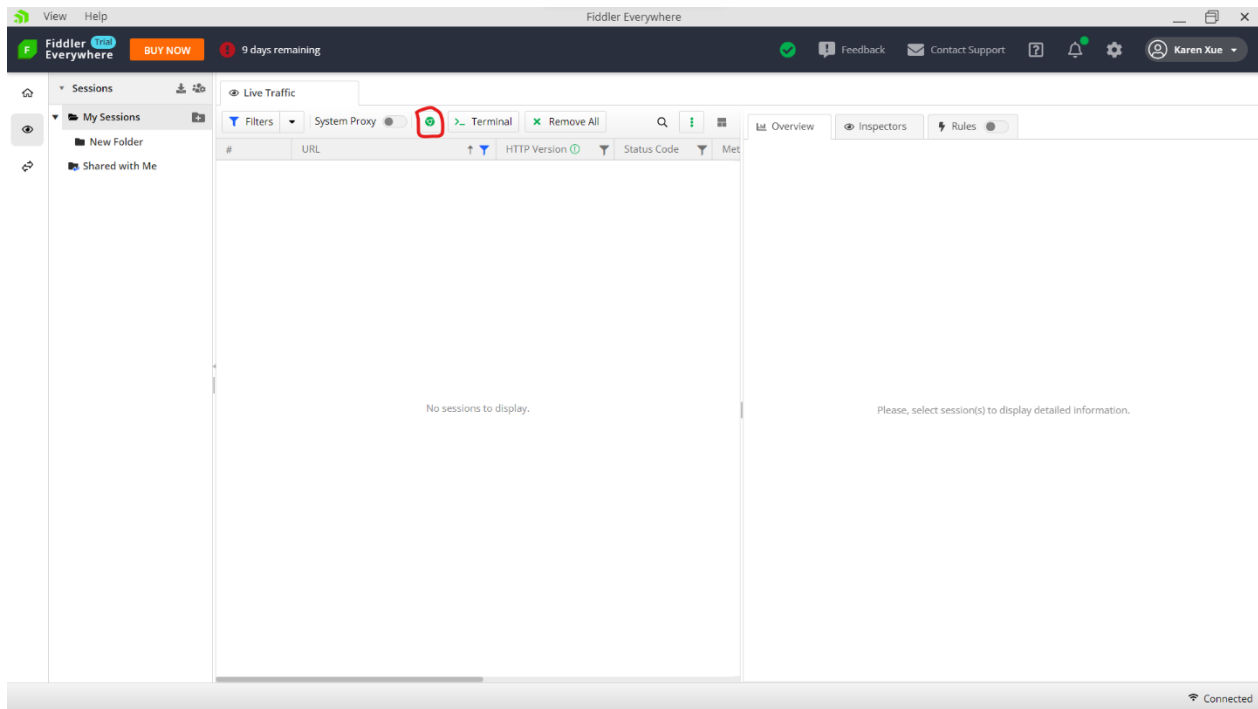 View Help Fiddler Everywhere
Fiddler Trial
Everywhere
BUY NOW
9 days remaining
Feedback
Contact Support
Karen Xue
Sessions
Live Traffic
My Sessions
New Folder
Shared with Me
Filters System Proxy >_ Terminal Remove All
Overview Inspectors Rules
# URL HTTP Version Status Code Met
No sessions to display.
Please, select session(s) to display detailed information.
Connected